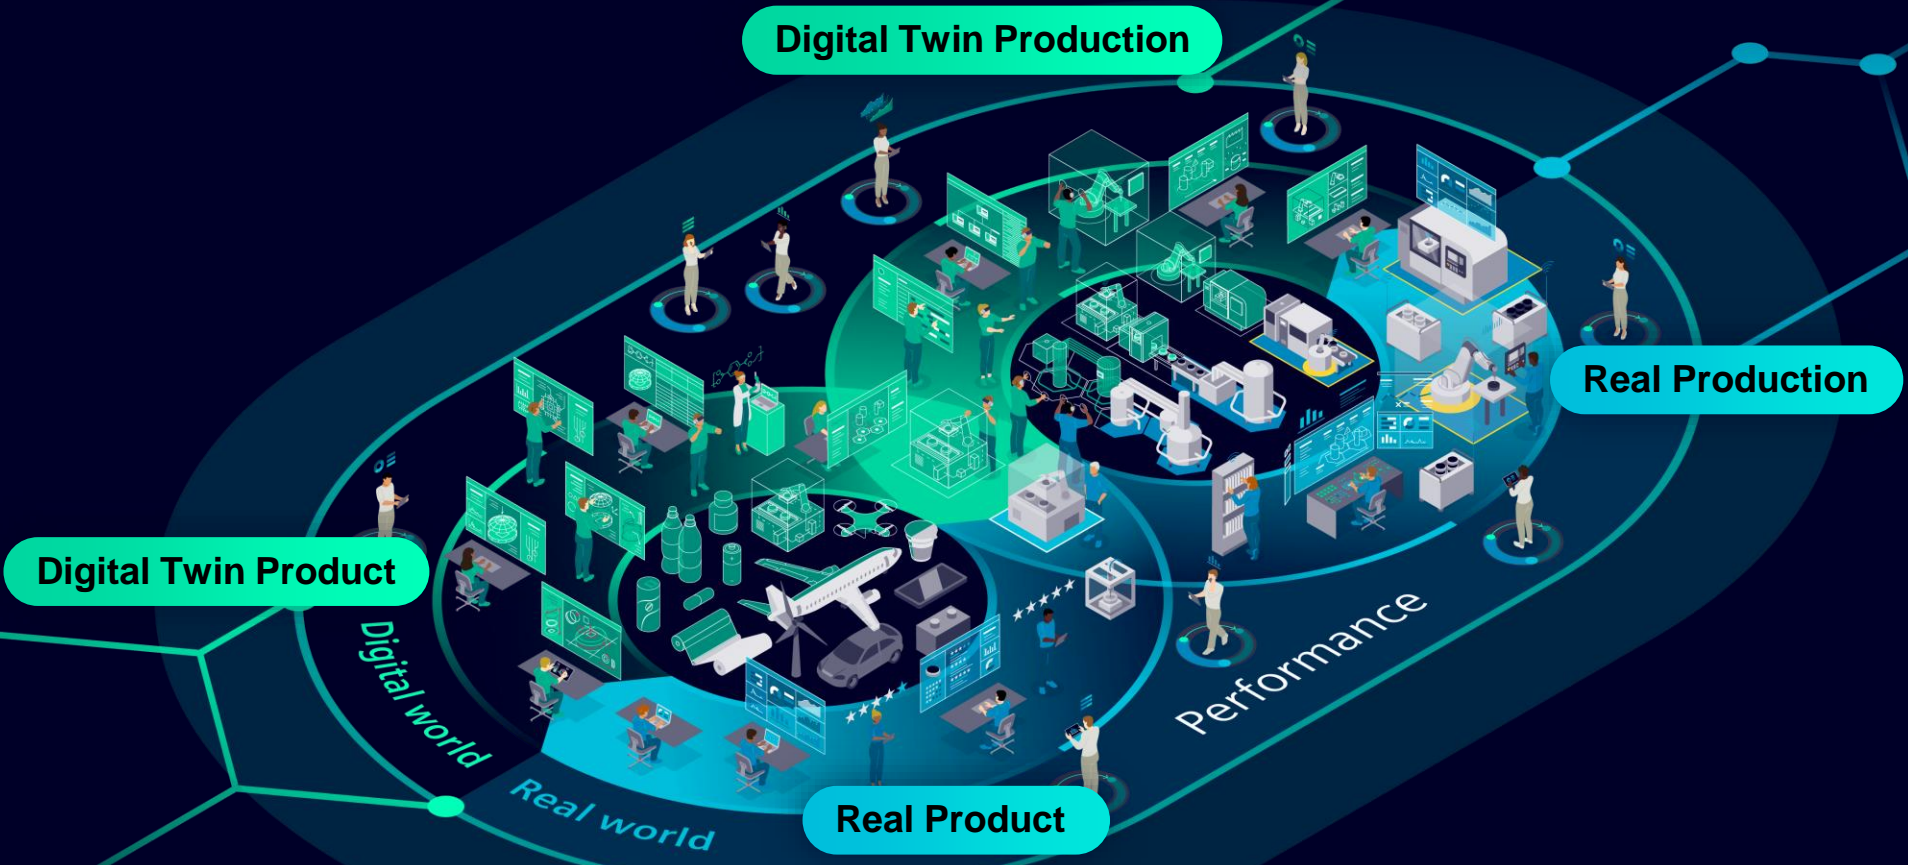 Digital Twin Production
Real Production
Digital Twin Product
Digital world
Performance
Real world
Real Product